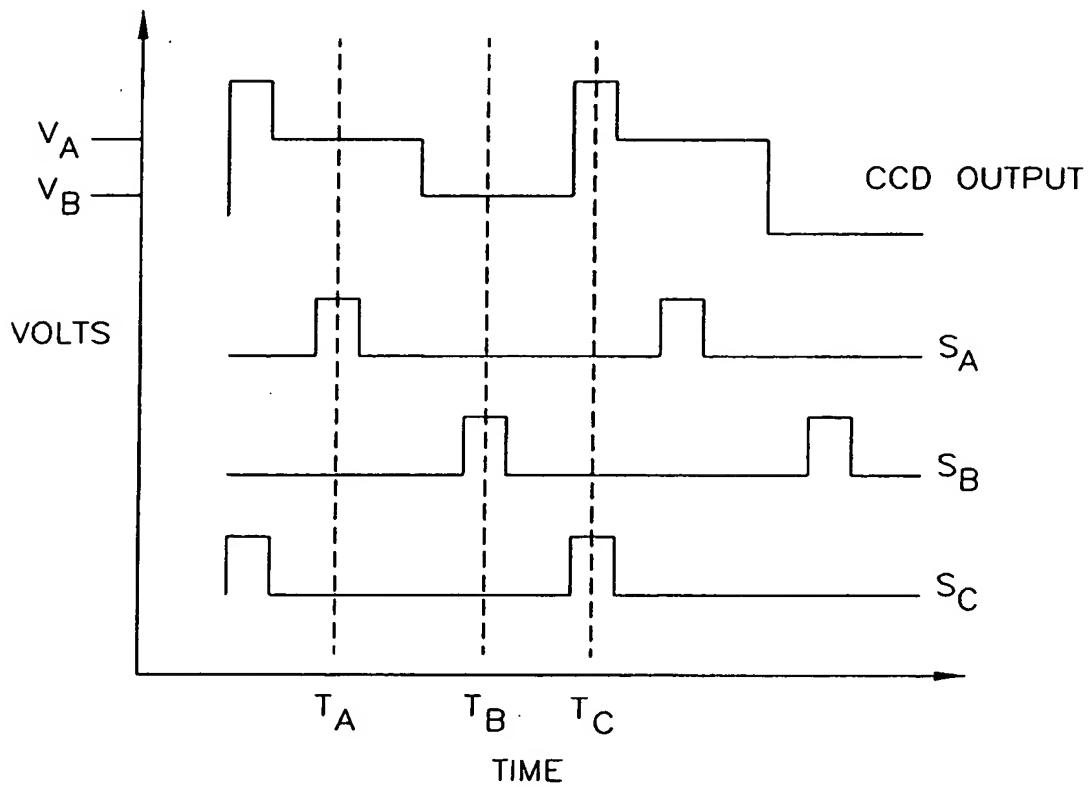 V_A
V_B
CCD OUTPUT
VOLTS
S_A
S_B
S_C
T_A T_B T_C
TIME